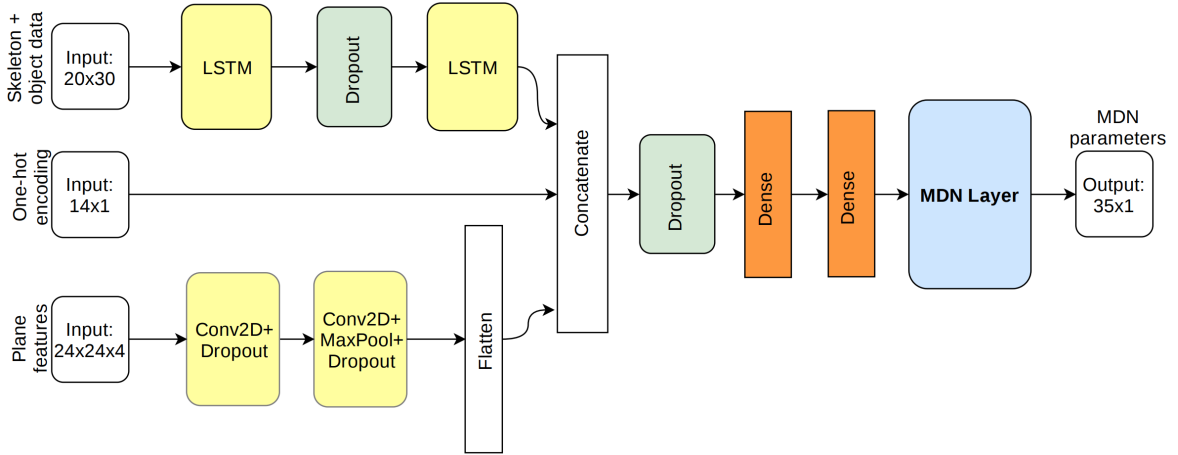 Skeleton +
object data
Input:
20x30
LSTM
Dropout
LSTM
One-hot
encoding
Input:
14x1
Plane
features
Input:
24x24x4
Conv2D+
Dropout
Conv2D+
MaxPool+
Dropout
Flatten
Concatenate
Dropout
Dense
Dense
MDN Layer
MDN
parameters
Output:
35x1